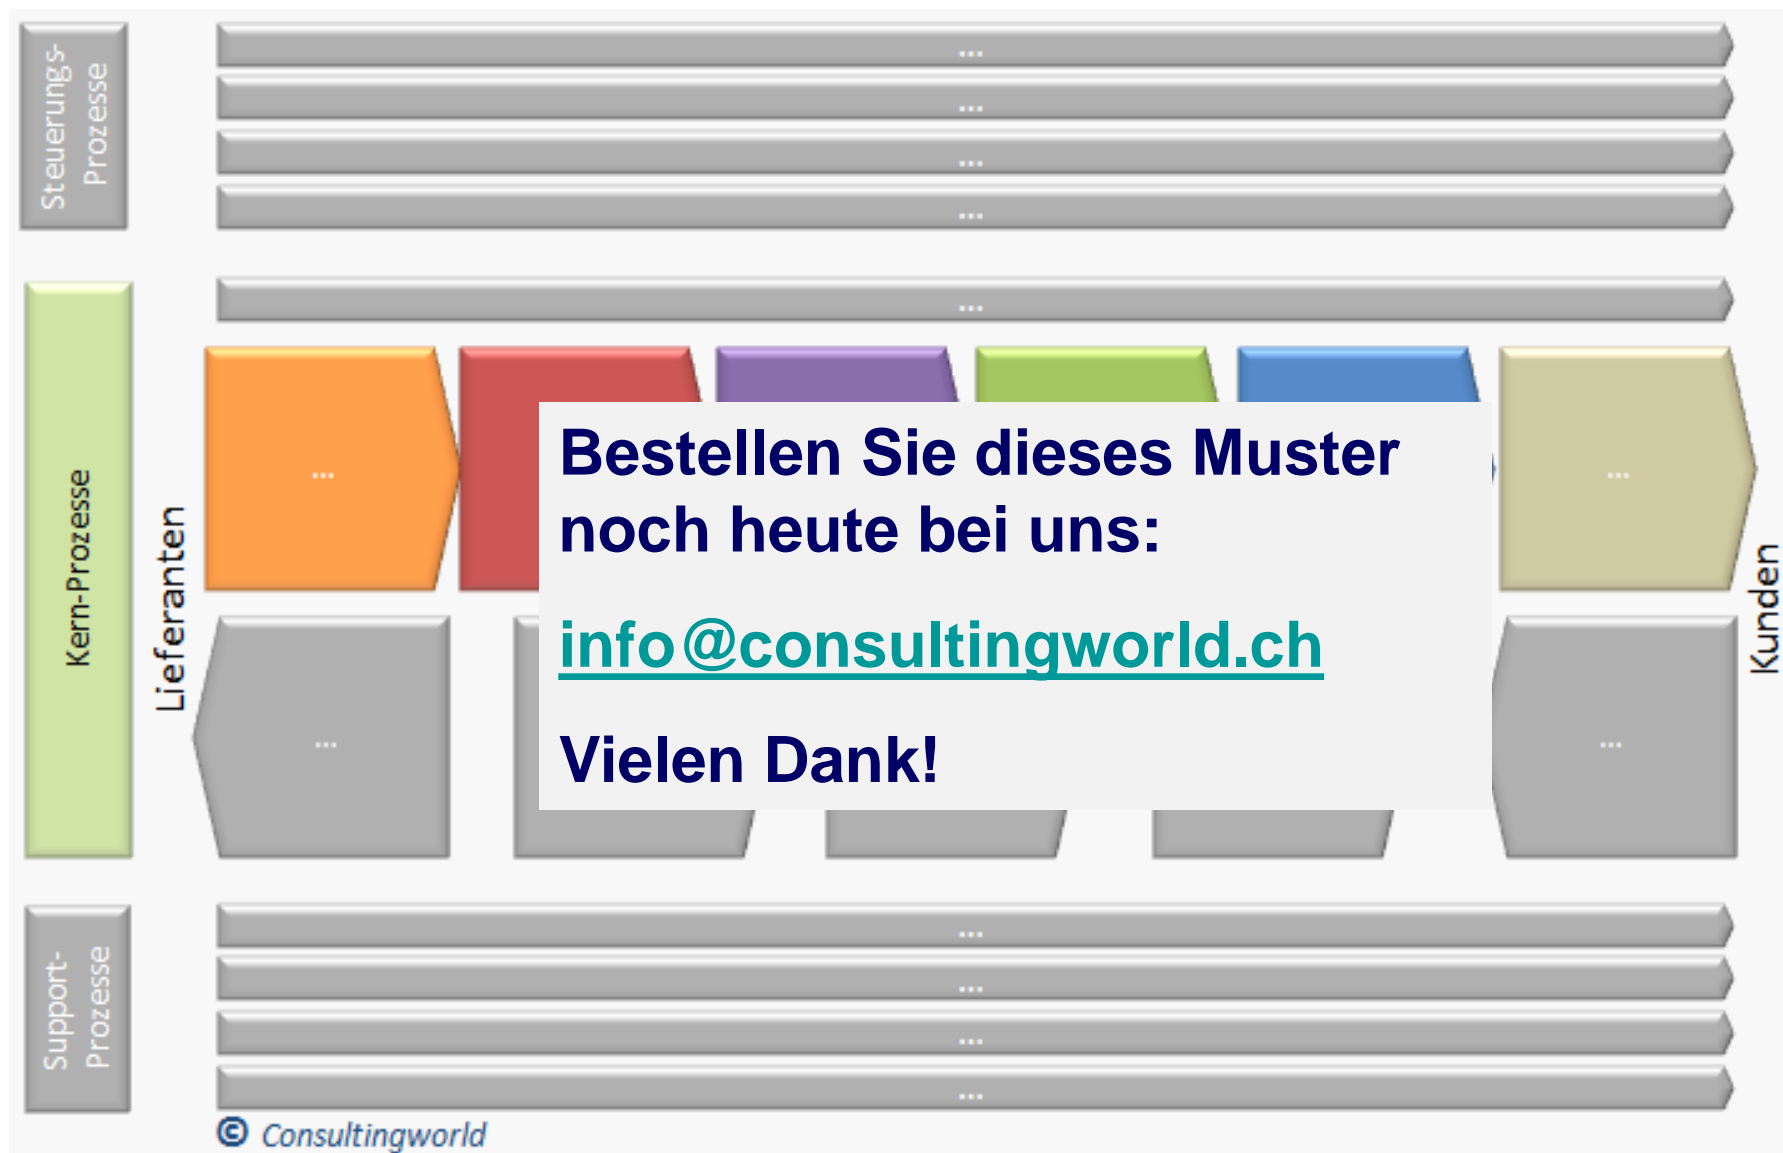 Steuerungs-
Prozesse
...
...
...
...
Kern-Prozesse
Lieferanten
...
...
...
Bestellen Sie dieses Muster
noch heute bei uns:
info@consultingworld.ch
Vielen Dank!
...
...
Kunden
Support-
Prozesse
...
...
...
...
© Consultingworld